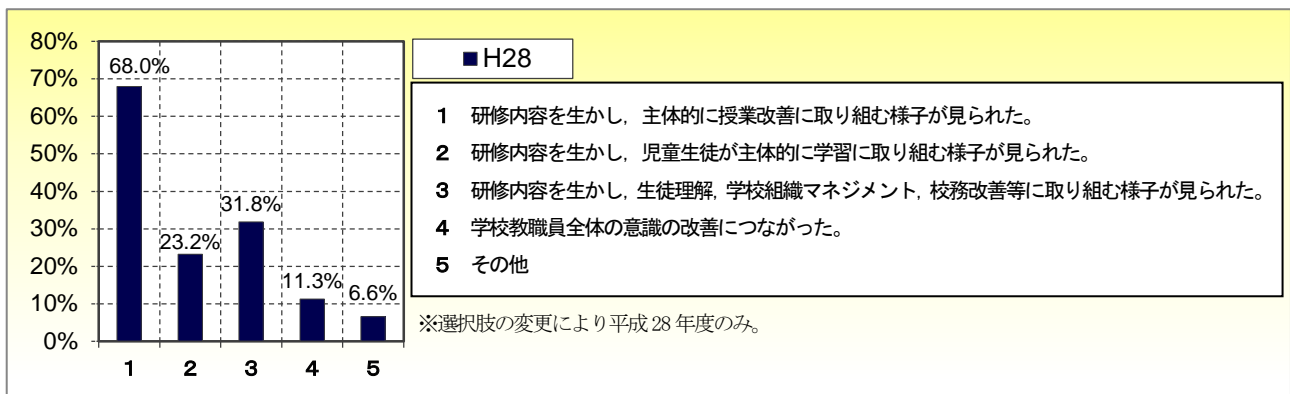 80%
70%
60%
50%
40%
30%
20%
10%
0%
68.0%
23.2%
31.8%
11.3%
6.6%
1 2 3 4 5
■H28
1 研修内容を生かし，主体的に授業改善に取り組む様子が見られた。
2 研修内容を生かし，児童生徒が主体的に学習に取り組む様子が見られた。
3 研修内容を生かし，生徒理解，学校組織マネジメント，校務改善等に取り組む様子が見られた。
4 学校教職員全体の意識の改善につながった。
5 その他
※選択肢の変更により平成28年度のみ。